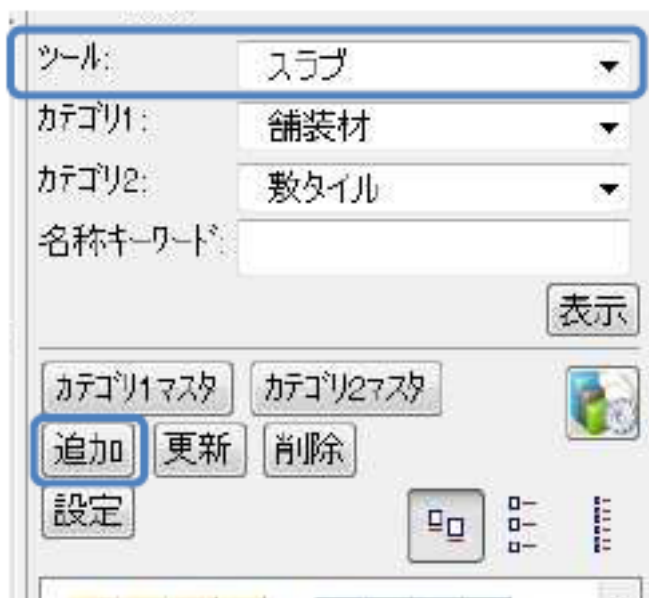 ツール: スラブ
カテゴリ1: 舗装材
カテゴリ2: 敷タイル
名称キーワード:
表示
カテゴリ1マスタ カテゴリ2マスタ
追加 更新 削除
設定